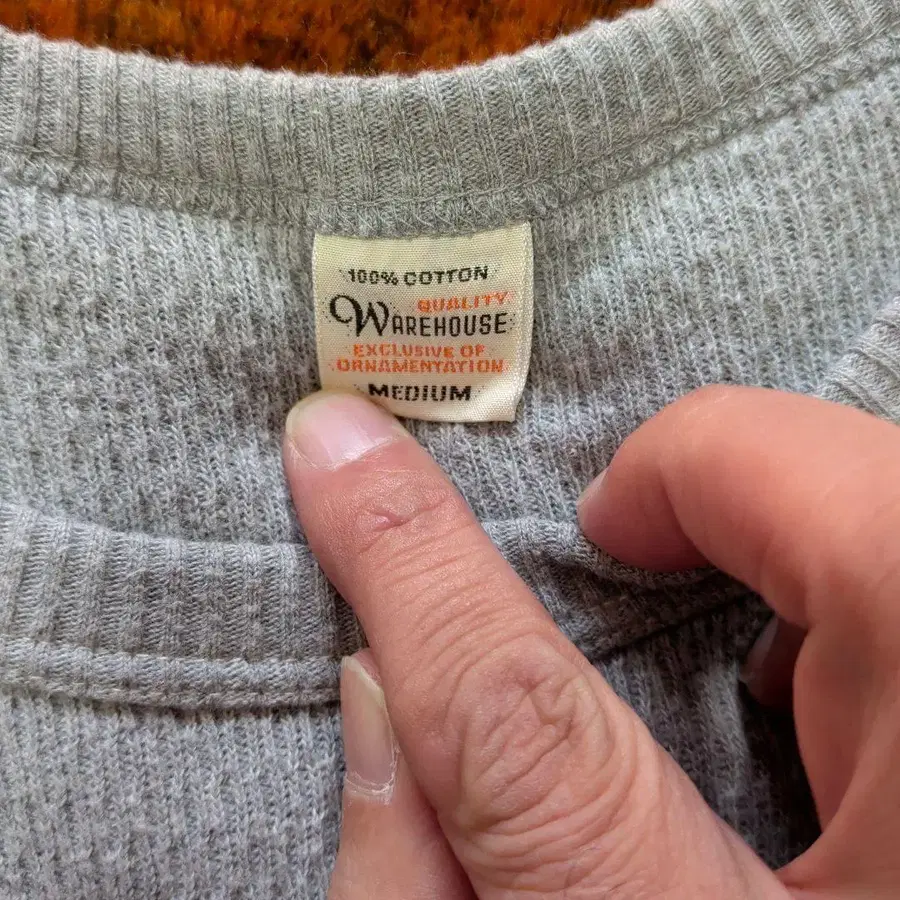 100% COTTON
QUALITY
WAREHOUSE
EXCLUSIVE OF
ORNAMENTATION
MEDIUM